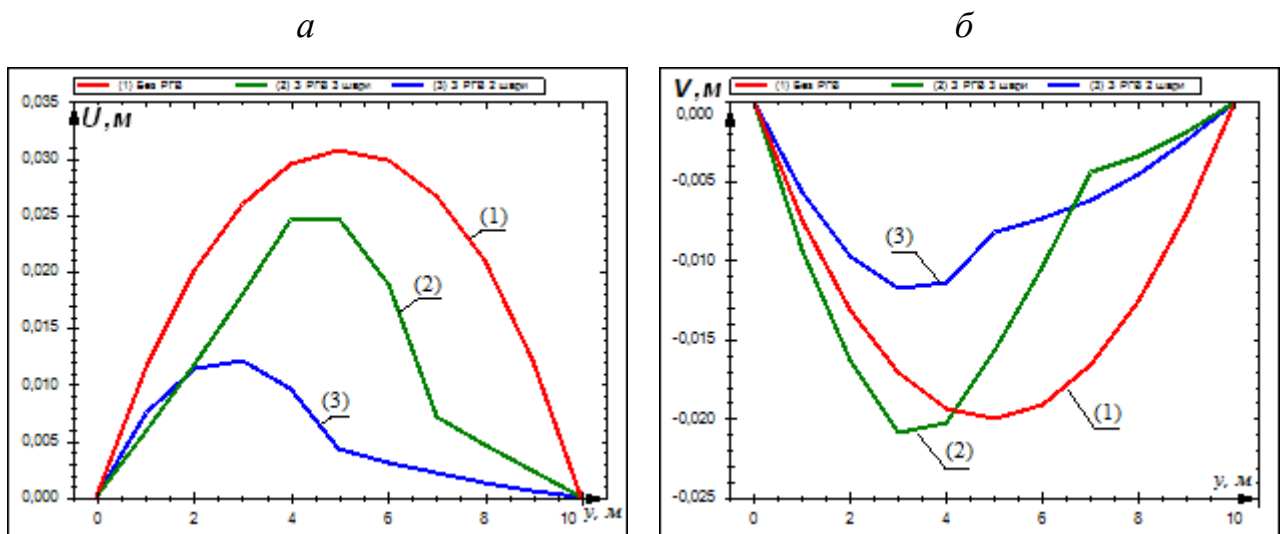 а
б
(1) Без РГВ (2) З РГВ 3 шари (3) З РГВ 2 шари
U,м
0,035
0,030
0,025
0,020
0,015
0,010
0,005
0,000
(1)
(2)
(3)
0 2 4 6 8 10
y, м
(1) Без РГВ (2) З РГВ 3 шари (3) З РГВ 2 шари
V,м
0,000
-0,005
-0,010
-0,015
-0,020
-0,025
(3)
(1)
(2)
0 2 4 6 8 10
y, м